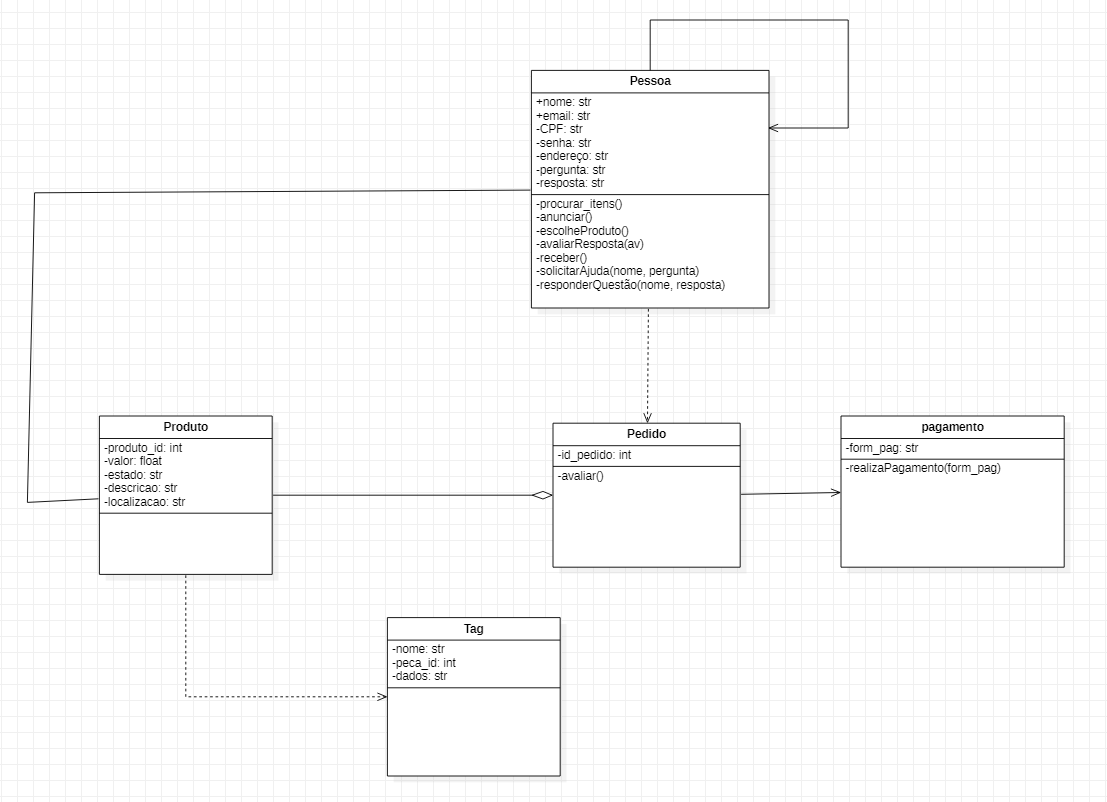 Pessoa
+nome: str
+email: str
-CPF: str
-senha: str
-endereço: str
-pergunta: str
-resposta: str
-procurar_itens()
-anunciar()
-escolheProduto()
-avaliarResposta(av)
-receber()
-solicitarAjuda(nome, pergunta)
-responderQuestão(nome, resposta)
Produto
-produto_id: int
-valor: float
-estado: str
-descricao: str
-localizacao: str
Pedido
-id_pedido: int
-avaliar()
pagamento
-form_pag: str
-realizaPagamento(form_pag)
Tag
-nome: str
-peca_id: int
-dados: str